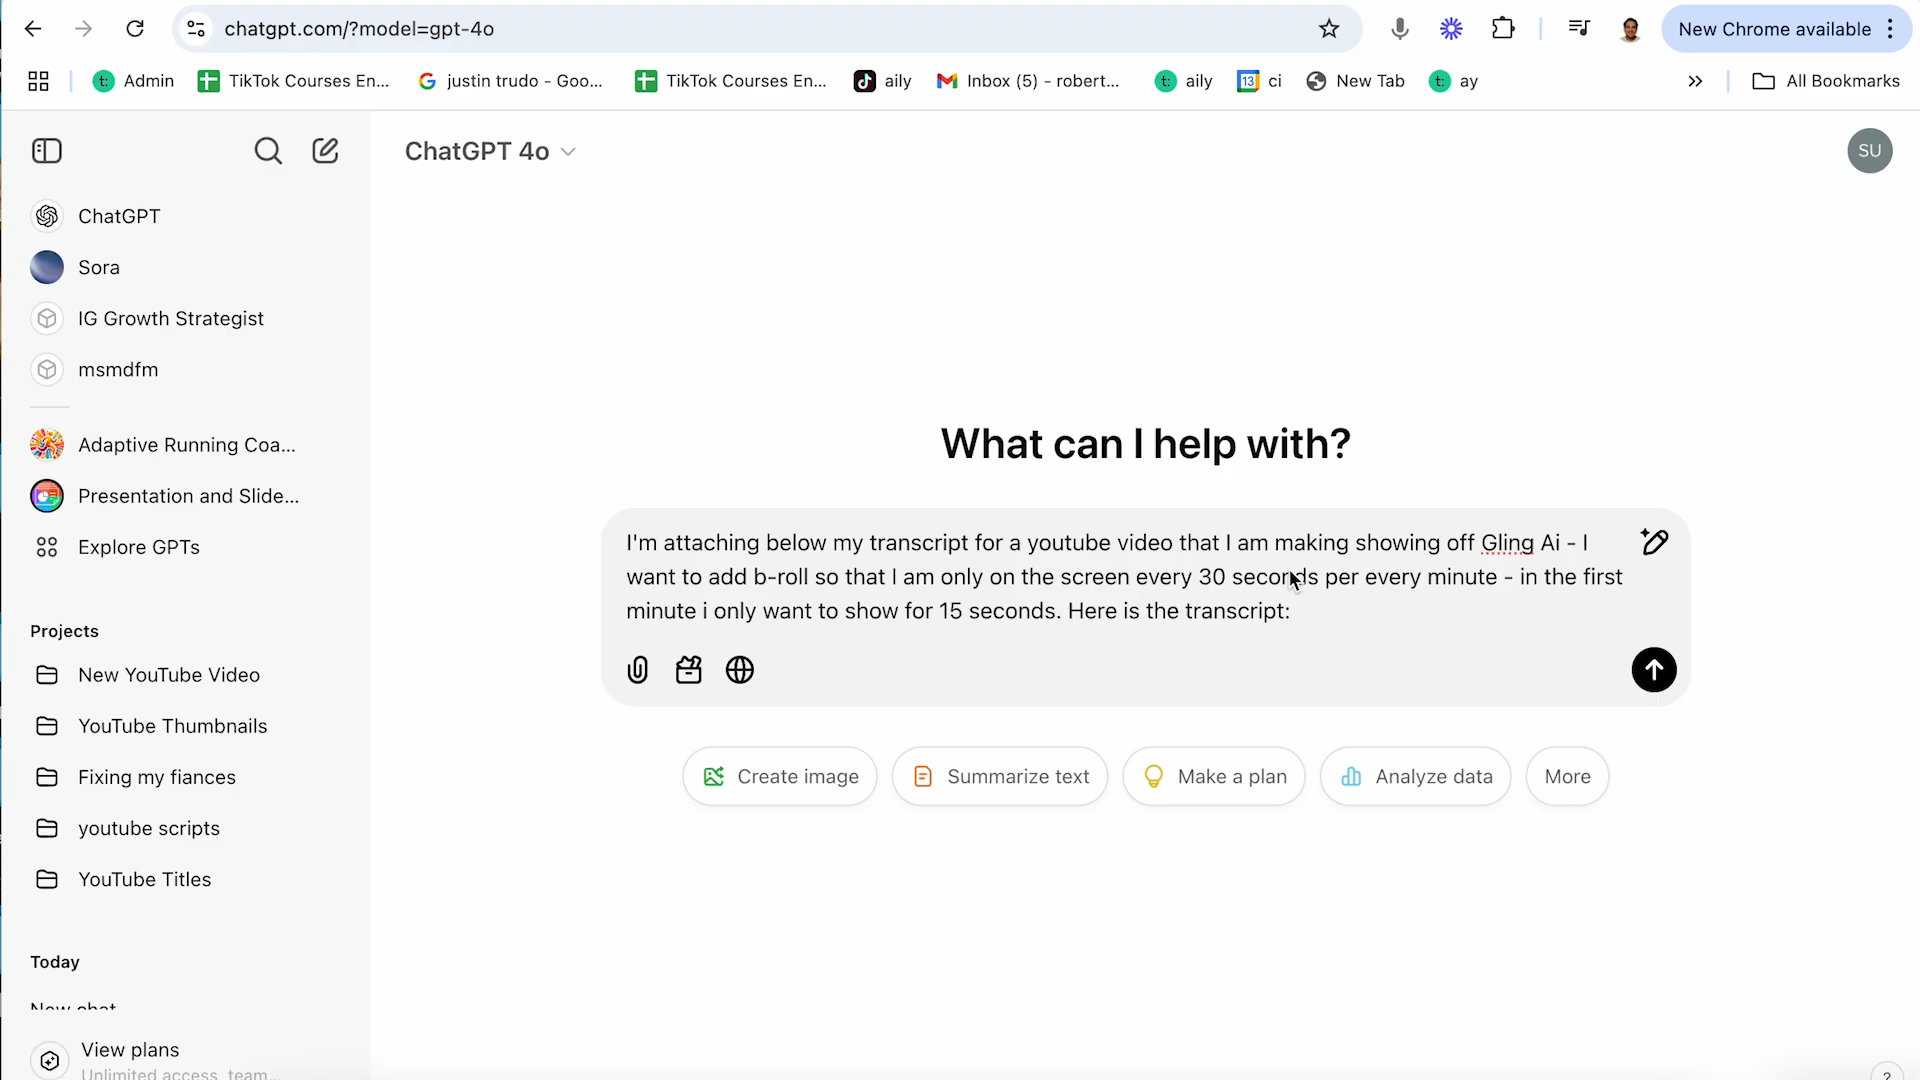 chatgpt.com/?model=gpt-4o
New Chrome available
Admin
TikTok Courses En...
justin trudo - Goo...
TikTok Courses En...
aily
Inbox (5) - robert...
aily
13
ci
New Tab
ay
All Bookmarks
ChatGPT 4o
SU
ChatGPT
Sora
IG Growth Strategist
msmdfm
Adaptive Running Coa...
Presentation and Slide...
Explore GPTs
Projects
New YouTube Video
YouTube Thumbnails
Fixing my fiances
youtube scripts
YouTube Titles
Today
New chat
View plans
Unlimited access, team...
What can I help with?
I'm attaching below my transcript for a youtube video that I am making showing off Gling Ai - I
want to add b-roll so that I am only on the screen every 30 seconds per every minute - in the first
minute i only want to show for 15 seconds. Here is the transcript:
Create image
Summarize text
Make a plan
Analyze data
More
?